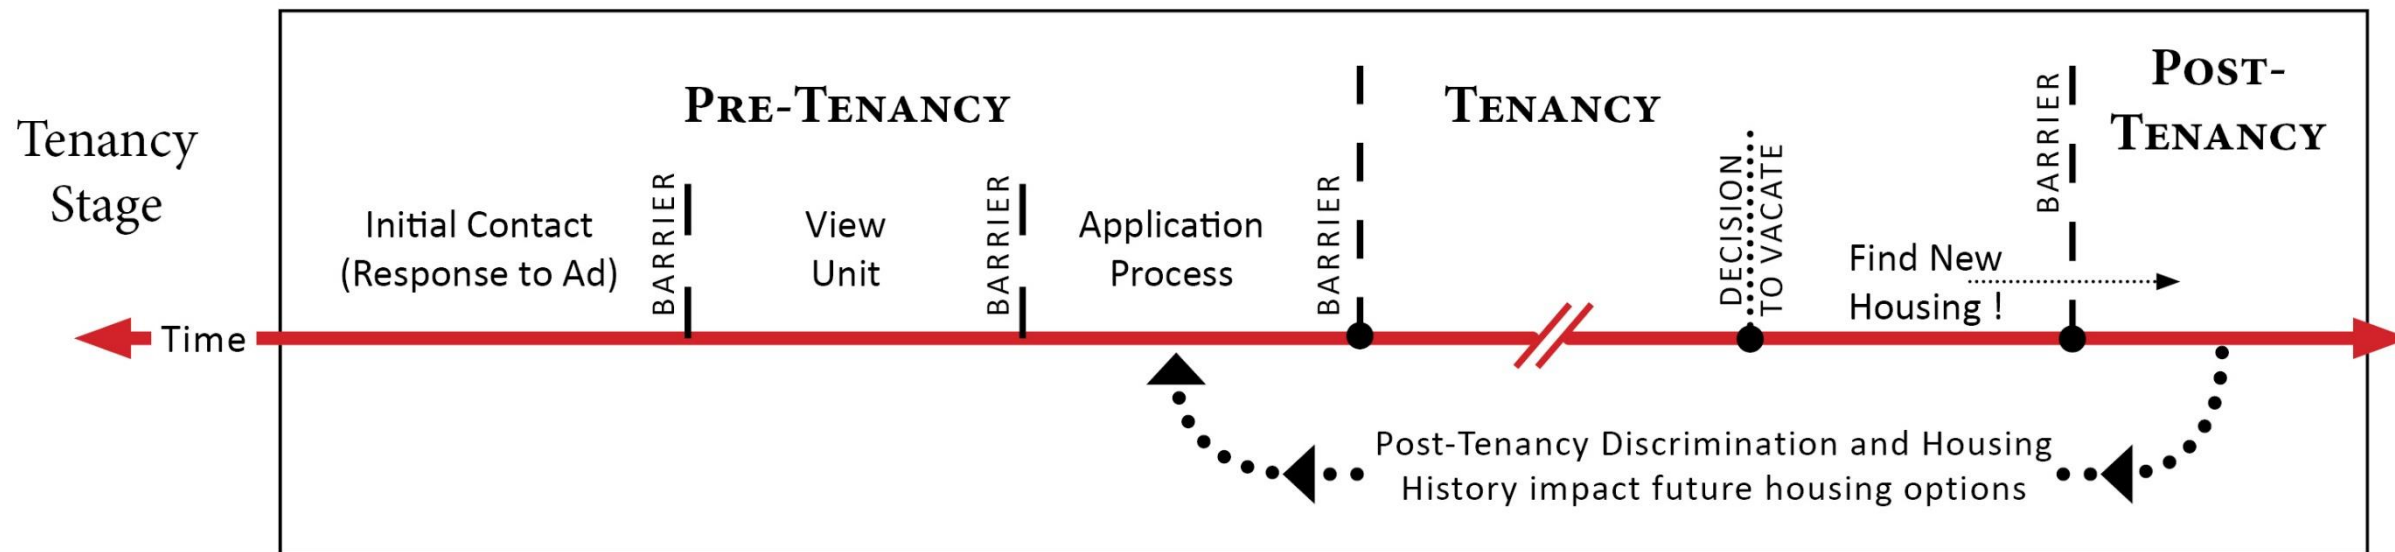 Tenancy
Stage
Time
PRE-TENANCY
Initial Contact
(Response to Ad)
BARRIER
View
Unit
BARRIER
Application
Process
BARRIER
TENANCY
DECISION
TO VACATE
Find New
Housing !
BARRIER
POST-
TENANCY
Post-Tenancy Discrimination and Housing
History impact future housing options